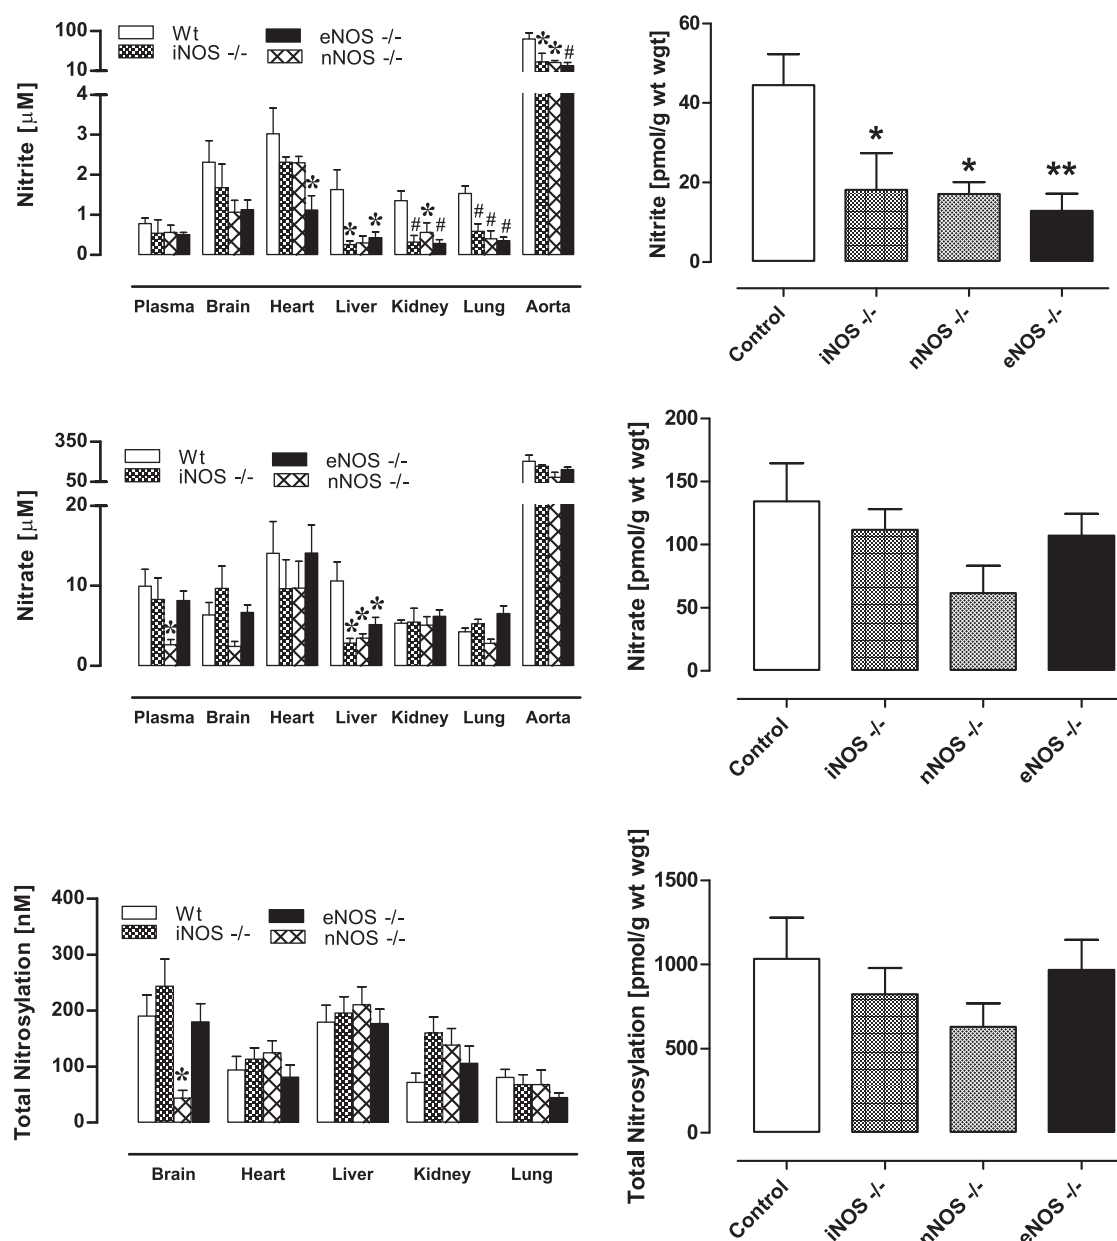 Wt
iNOS -/-
eNOS -/-
nNOS -/-
Nitrite [µM]
100
10
4
3
2
1
0
* * #
*
* *
# * #
# # #
Plasma Brain Heart Liver Kidney Lung Aorta
Nitrite [pmol/g wt wgt]
60
40
20
0
* * **
Control iNOS -/- nNOS -/- eNOS -/-
Wt
iNOS -/-
eNOS -/-
nNOS -/-
Nitrate [µM]
350
50
20
10
0
*
* * *
Plasma Brain Heart Liver Kidney Lung Aorta
Nitrate [pmol/g wt wgt]
200
150
100
50
0
Control iNOS -/- nNOS -/- eNOS -/-
Wt
iNOS -/-
eNOS -/-
nNOS -/-
Total Nitrosylation [nM]
400
300
200
100
0
*
Brain Heart Liver Kidney Lung
Total Nitrosylation [pmol/g wt wgt]
1500
1000
500
0
Control iNOS -/- nNOS -/- eNOS -/-